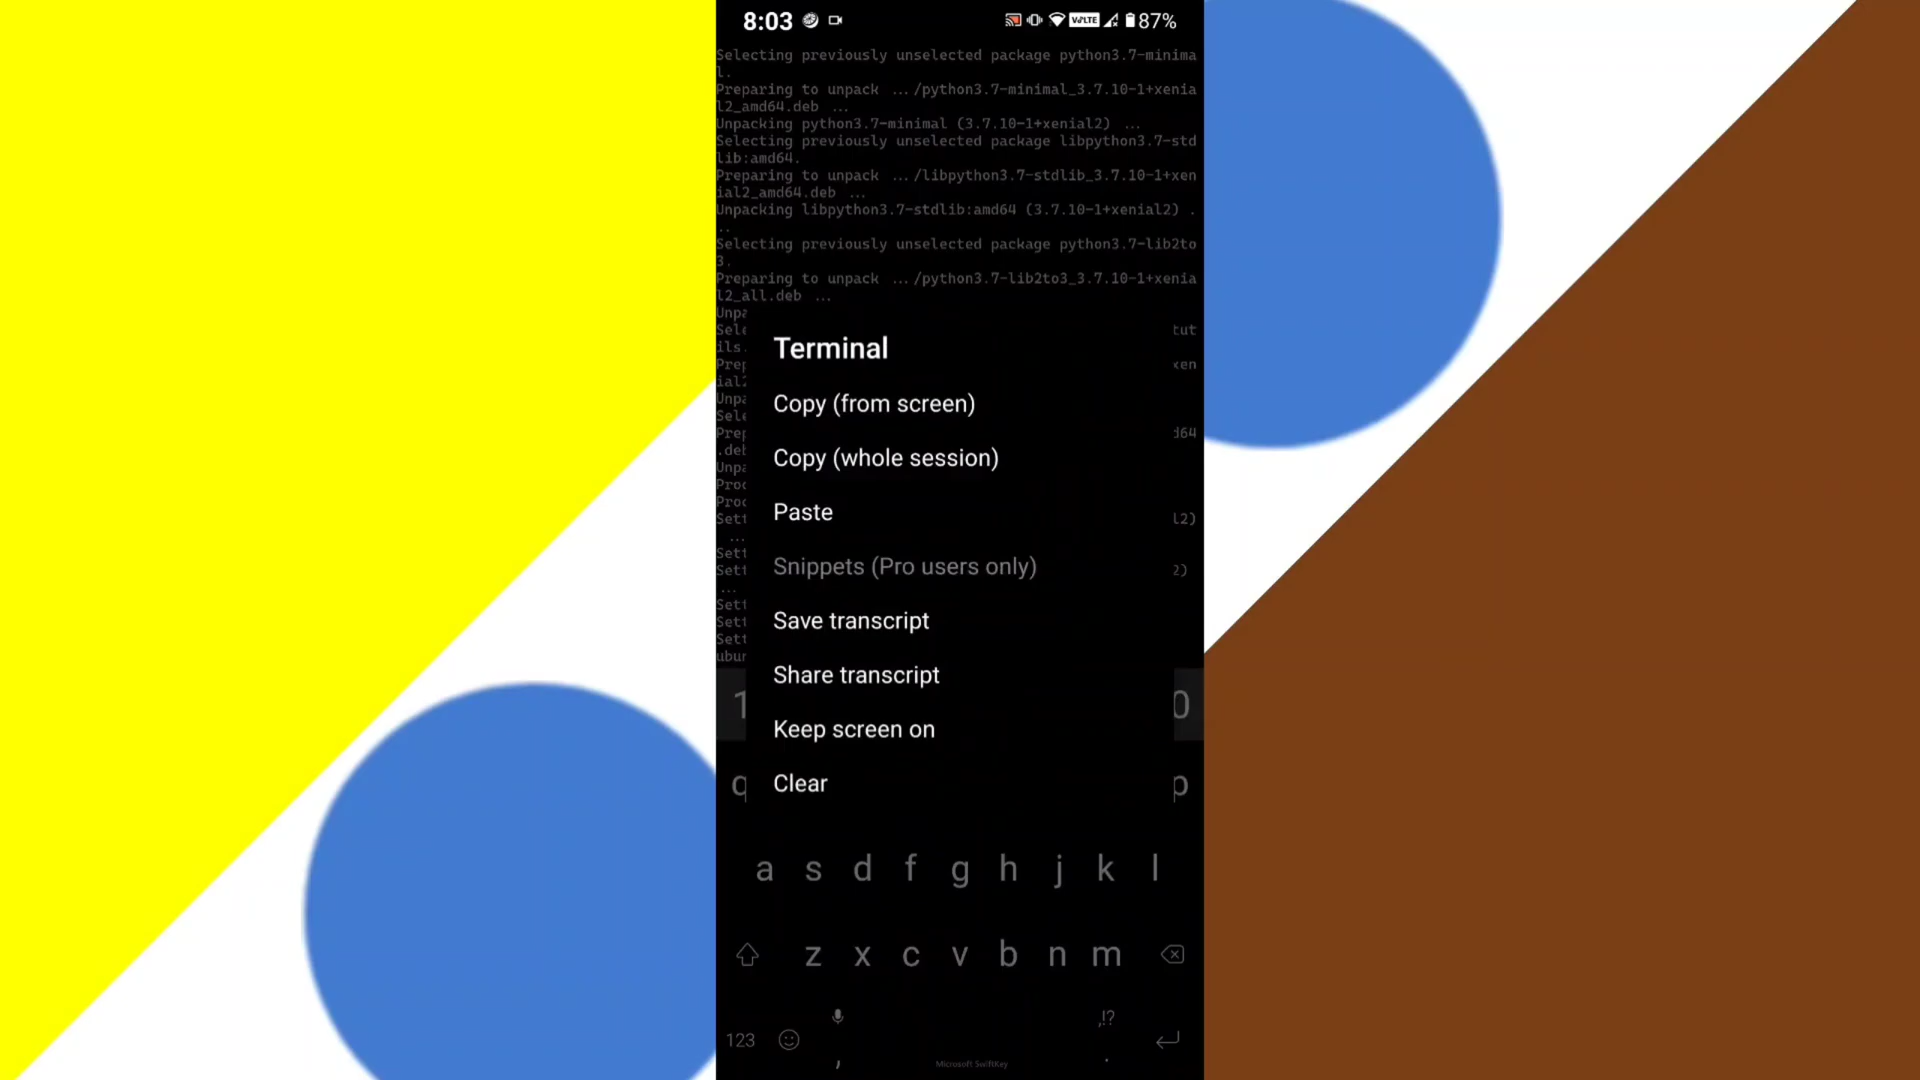 8:03 VoLTE 87%
Selecting previously unselected package python3.7-minima
l.
Preparing to unpack .../python3.7-minimal_3.7.10-1+xenia
l2_amd64.deb ...
Unpacking python3.7-minimal (3.7.10-1+xenial2) ...
Selecting previously unselected package libpython3.7-std
lib:amd64.
Preparing to unpack .../libpython3.7-stdlib_3.7.10-1+xen
ial2_amd64.deb ...
Unpacking libpython3.7-stdlib:amd64 (3.7.10-1+xenial2) .
..
Selecting previously unselected package python3.7-lib2to
3.
Preparing to unpack .../python3.7-lib2to3_3.7.10-1+xenia
l2_all.deb ...
Terminal
Copy (from screen)
Copy (whole session)
Paste
Snippets (Pro users only)
Save transcript
Share transcript
Keep screen on
Clear
1 0
q p
a s d f g h j k l
z x c v b n m
123 , ,!? .
Microsoft SwiftKey